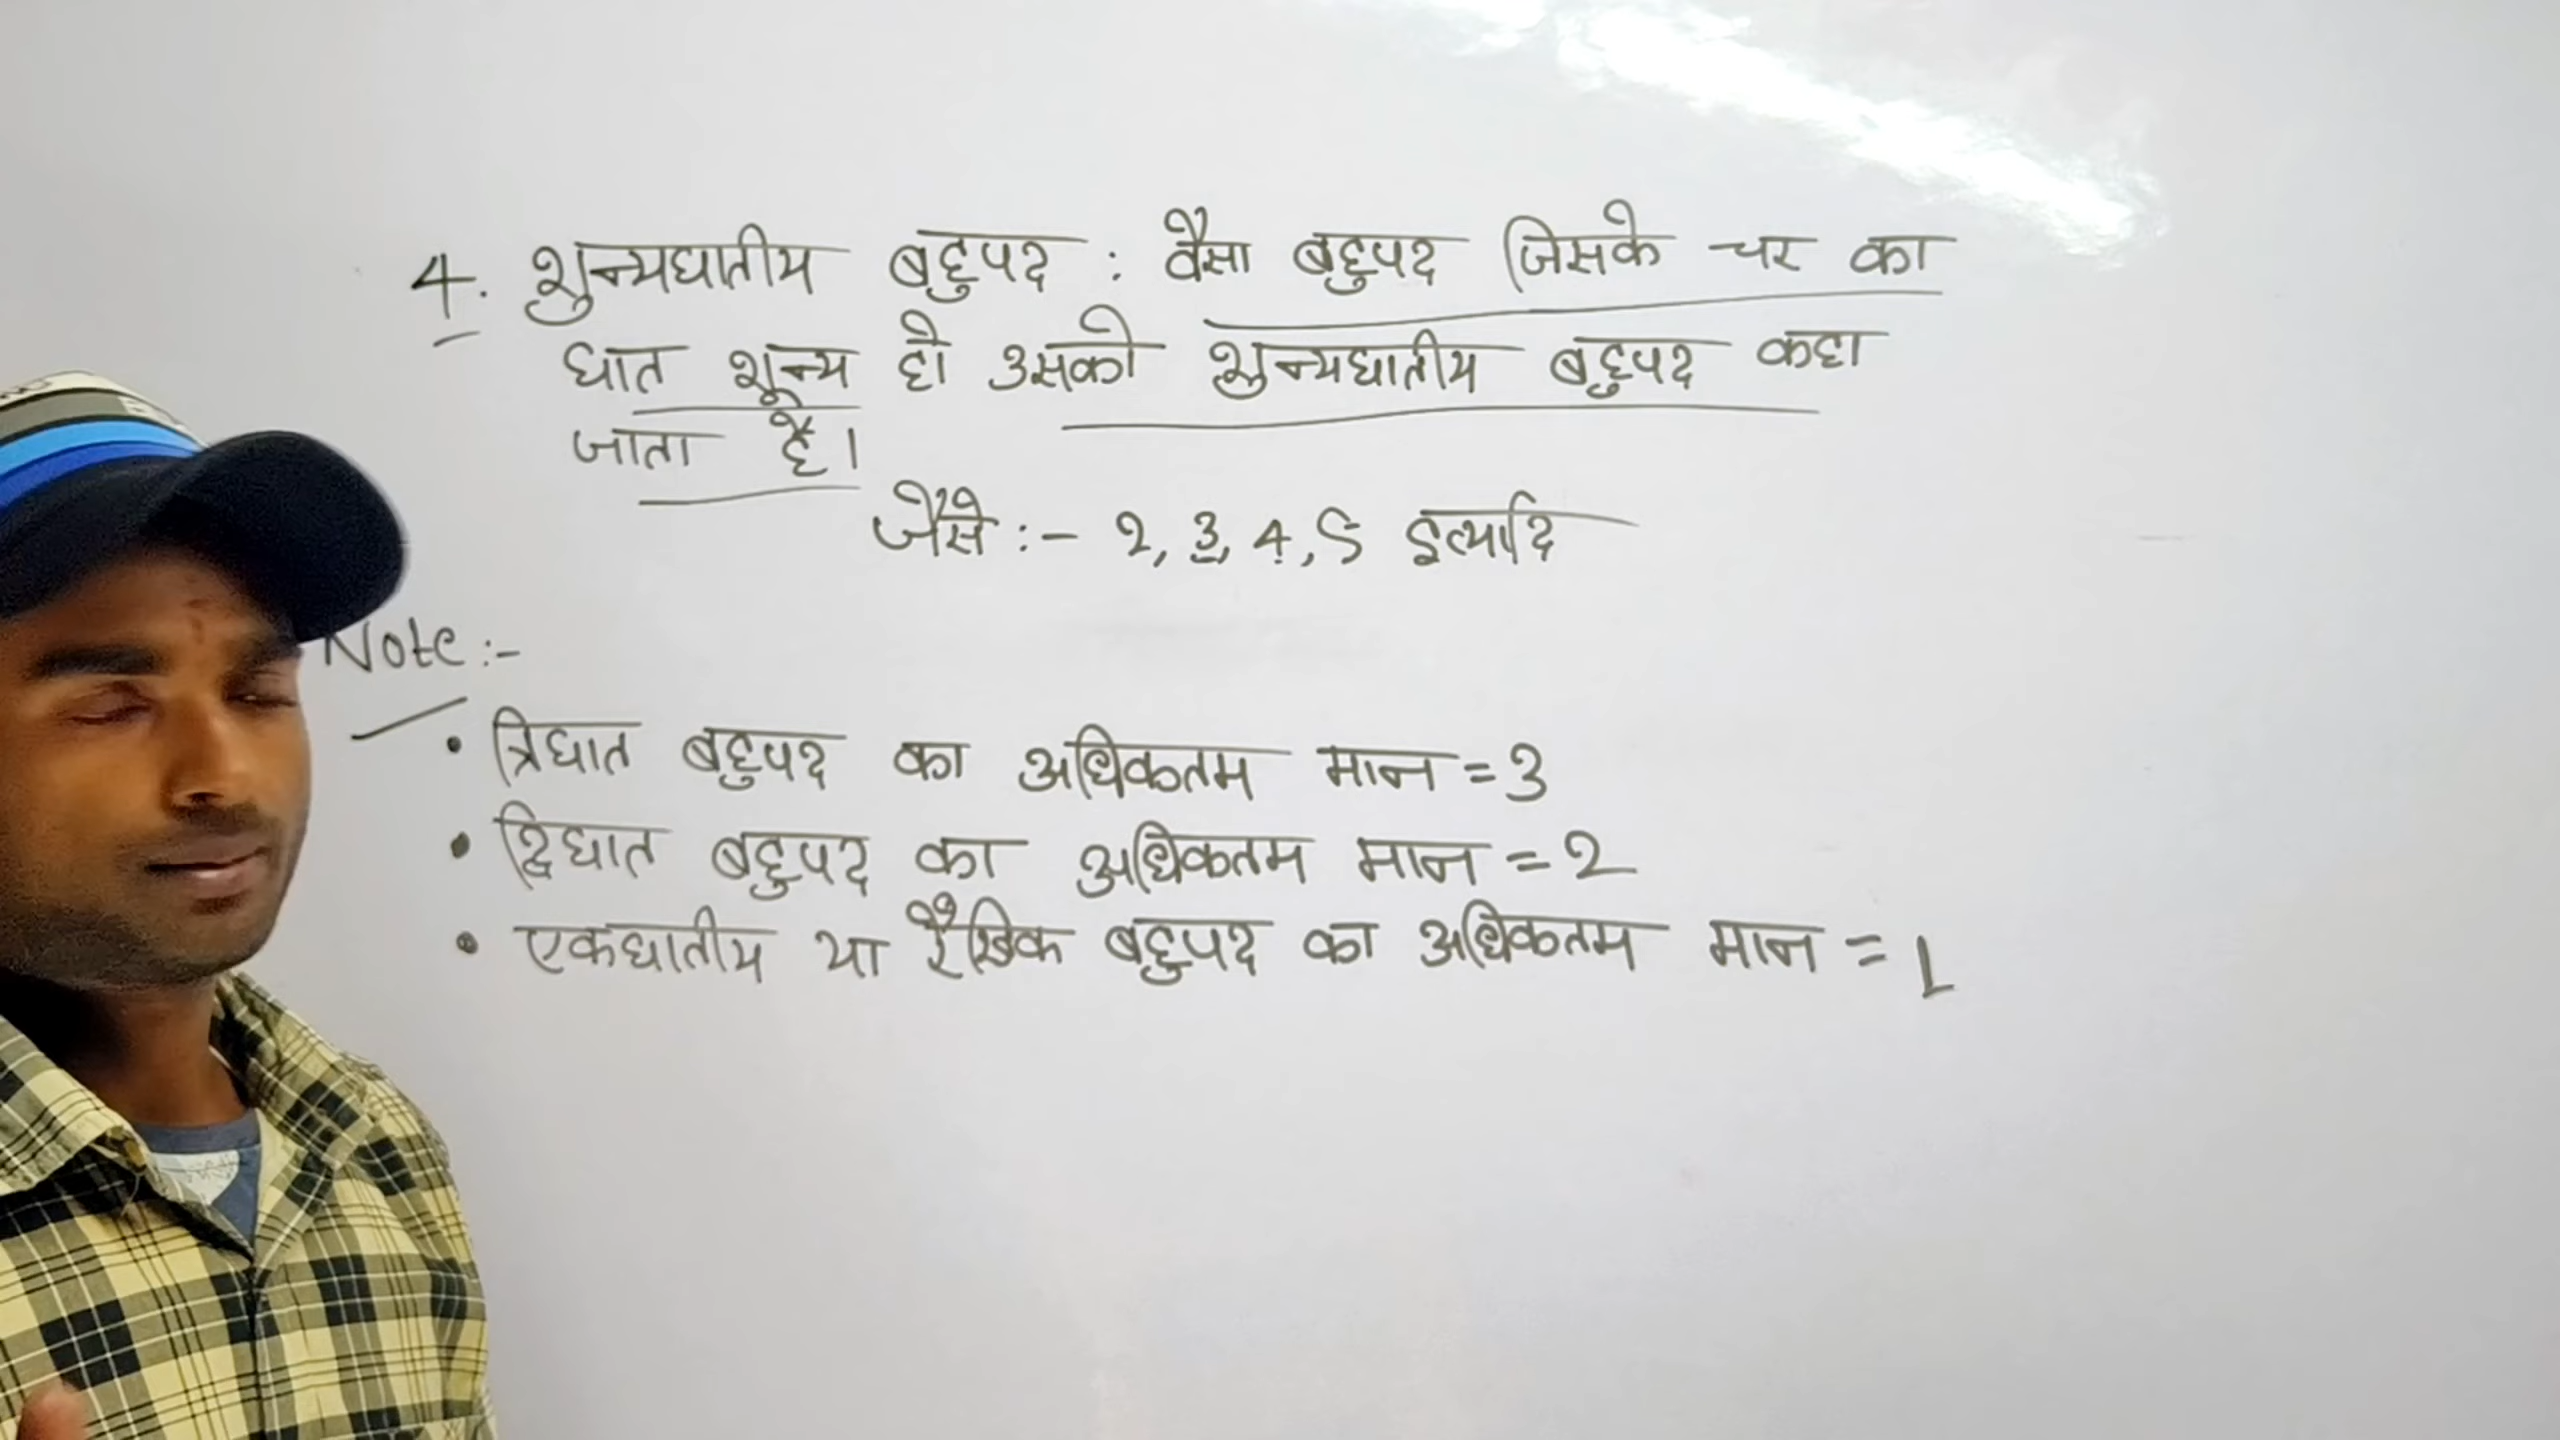 4. शुन्यघातीय बहुपद : वैसा बहुपद जिसके चर का
घात शून्य हो उसको शुन्यघातीय बहुपद कहा
जाता है।
जैसे :- 2, 3, 4, 5 इत्यादि
Note :-
• त्रिघात बहुपद का अधिकतम मान = 3
• द्विघात बहुपद का अधिकतम मान = 2
• एकघातीय या रैखिक बहुपद का अधिकतम मान = 1